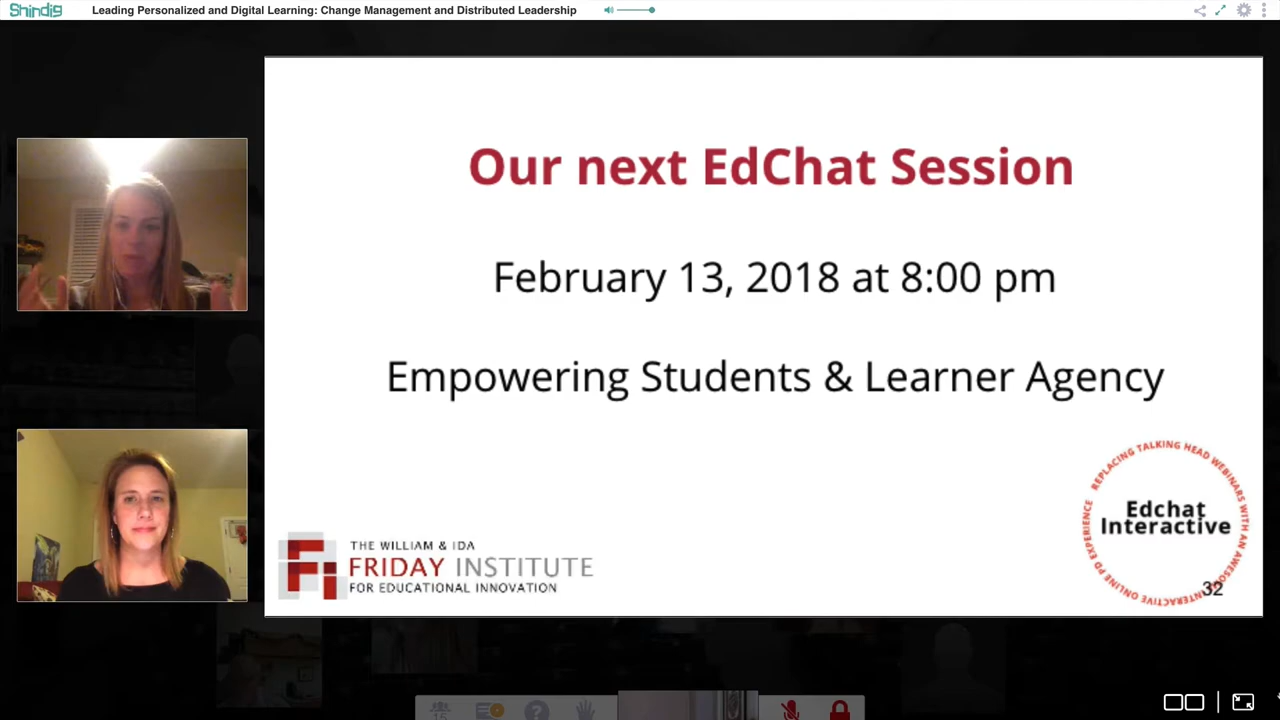 Shindig
Leading Personalized and Digital Learning: Change Management and Distributed Leadership
Our next EdChat Session
February 13, 2018 at 8:00 pm
Empowering Students & Learner Agency
THE WILLIAM & IDA
FRIDAY INSTITUTE
FOR EDUCATIONAL INNOVATION
REPLACING TALKING HEAD WEBINARS WITH AN AWESOME INTERACTIVE ONLINE PD EXPERIENCE
Edchat
Interactive
32
15